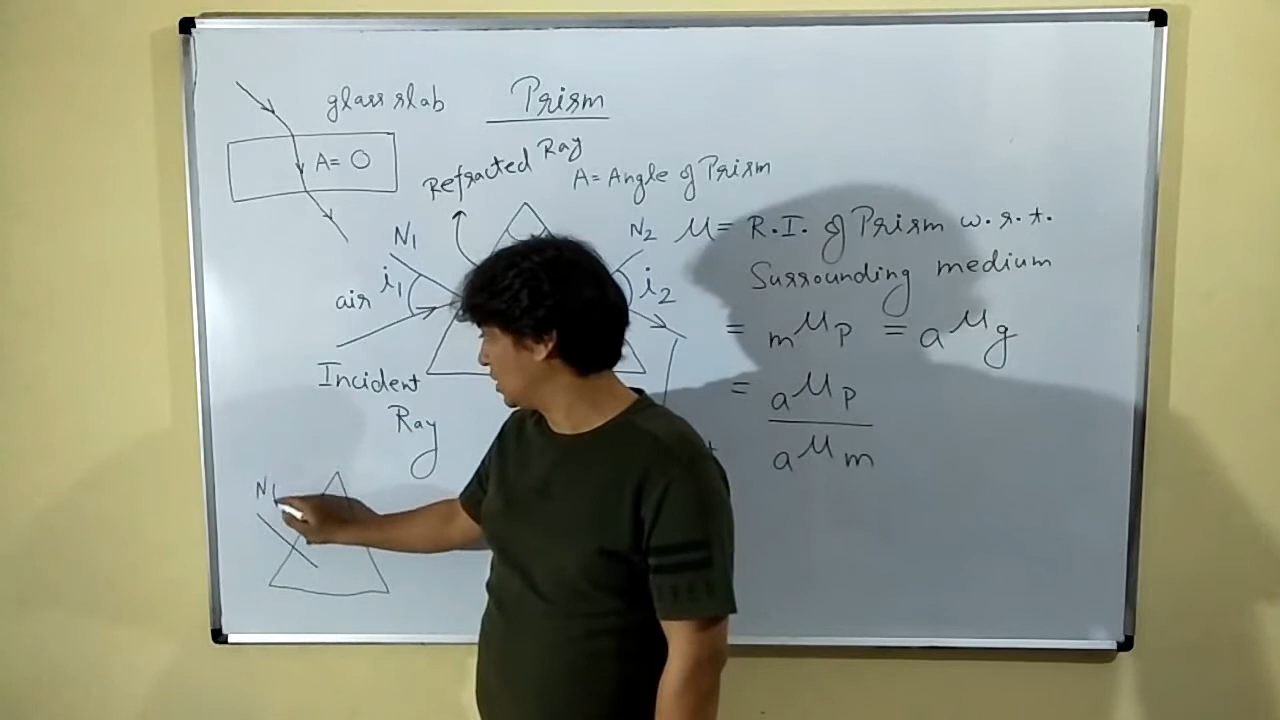 glass slab
Prism
A= O
Refracted Ray
A= Angle of Prism
N1
N2
μ= R.I. of Prism w.r.t.
Surrounding medium
i1
i2
air
= mμp = aμg
Incident
Ray
= aμp
aμm
N1